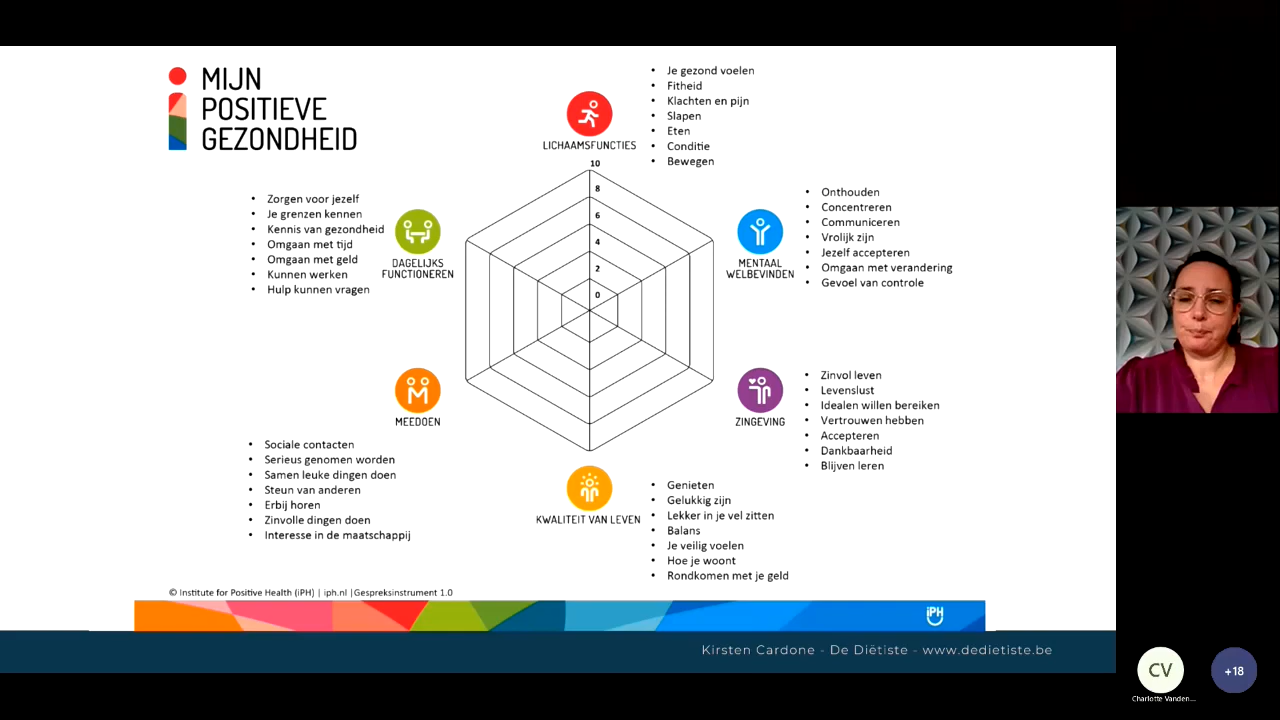 MIJN
POSITIEVE
GEZONDHEID
LICHAAMSFUNCTIES
• Je gezond voelen
• Fitheid
• Klachten en pijn
• Slapen
• Eten
• Conditie
• Bewegen
10
8
6
4
2
0
• Zorgen voor jezelf
• Je grenzen kennen
• Kennis van gezondheid
• Omgaan met tijd
• Omgaan met geld
• Kunnen werken
• Hulp kunnen vragen
DAGELIJKS
FUNCTIONEREN
MENTAAL
WELBEVINDEN
• Onthouden
• Concentreren
• Communiceren
• Vrolijk zijn
• Jezelf accepteren
• Omgaan met verandering
• Gevoel van controle
MEEDOEN
• Sociale contacten
• Serieus genomen worden
• Samen leuke dingen doen
• Steun van anderen
• Erbij horen
• Zinvolle dingen doen
• Interesse in de maatschappij
ZINGEVING
• Zinvol leven
• Levenslust
• Idealen willen bereiken
• Vertrouwen hebben
• Accepteren
• Dankbaarheid
• Blijven leren
KWALITEIT VAN LEVEN
• Genieten
• Gelukkig zijn
• Lekker in je vel zitten
• Balans
• Je veilig voelen
• Hoe je woont
• Rondkomen met je geld
© Institute for Positive Health (iPH) | iph.nl |Gespreksinstrument 1.0
iPH
Kirsten Cardone - De Diëtiste - www.dedietiste.be
CV
Charlotte Vanden...
+18